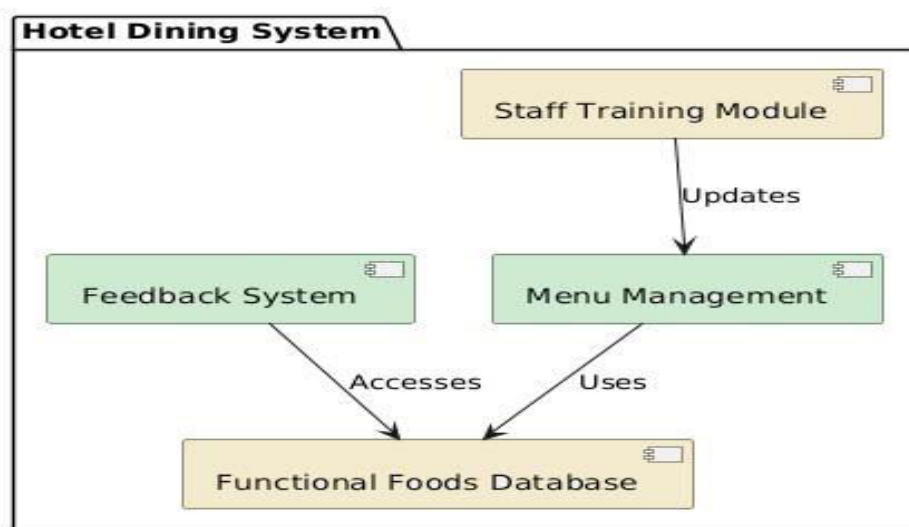 Hotel Dining System
Staff Training Module
Updates
Feedback System
Menu Management
Accesses
Uses
Functional Foods Database